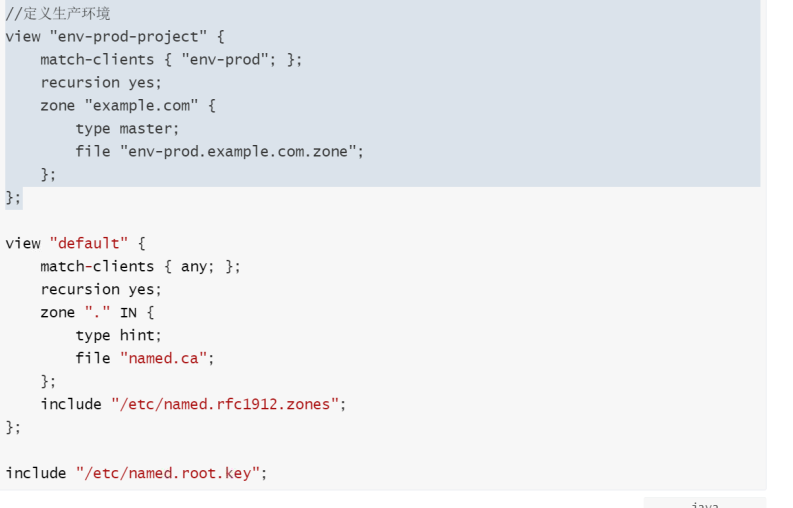 //定义生产环境
view "env-prod-project" {
    match-clients { "env-prod"; };
    recursion yes;
    zone "example.com" {
        type master;
        file "env-prod.example.com.zone";
    };
};

view "default" {
    match-clients { any; };
    recursion yes;
    zone "." IN {
        type hint;
        file "named.ca";
    };
    include "/etc/named.rfc1912.zones";
};

include "/etc/named.root.key";
java